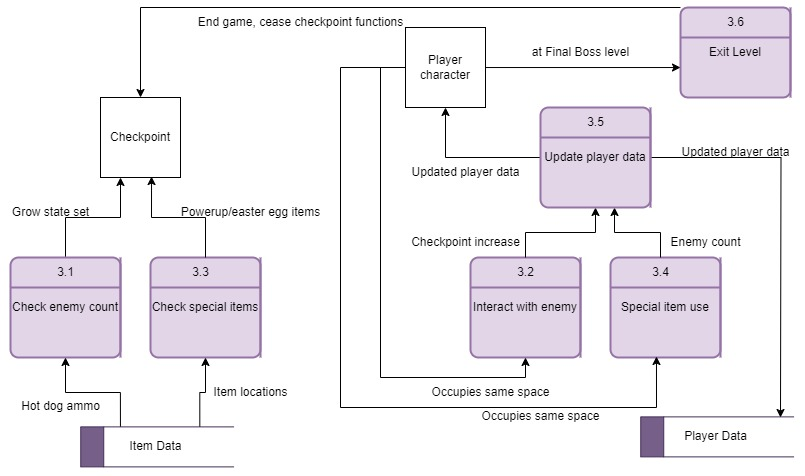 End game, cease checkpoint functions
3.6
Exit Level
Player
character
at Final Boss level
Checkpoint
3.5
Update player data
Updated player data
Updated player data
Grow state set
Powerup/easter egg items
Checkpoint increase
Enemy count
3.1
Check enemy count
3.3
Check special items
3.2
Interact with enemy
3.4
Special item use
Hot dog ammo
Item locations
Occupies same space
Occupies same space
Item Data
Player Data